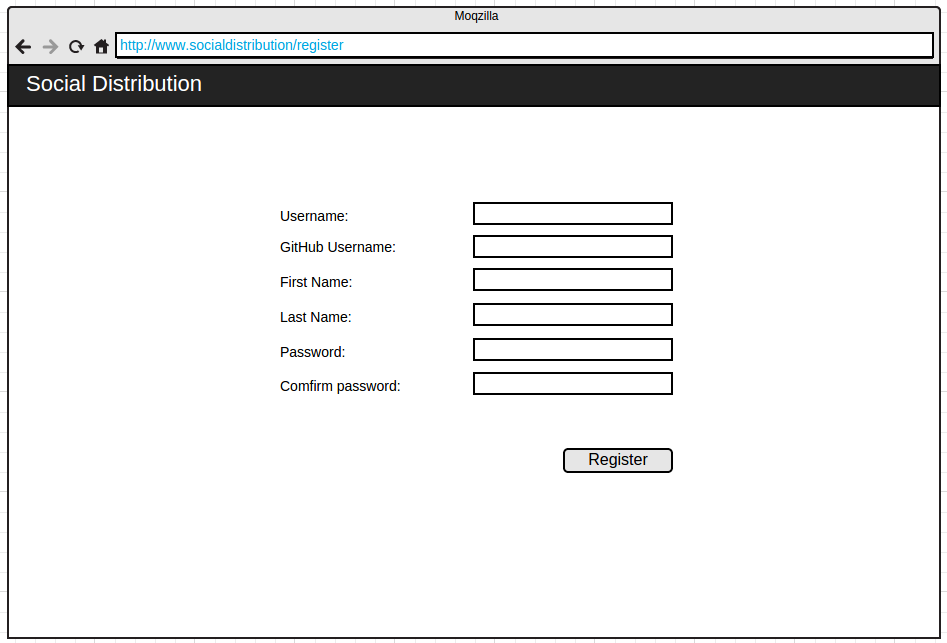 Moqzilla
http://www.socialdistribution/register
Social Distribution
Username:
GitHub Username:
First Name:
Last Name:
Password:
Comfirm password:
Register